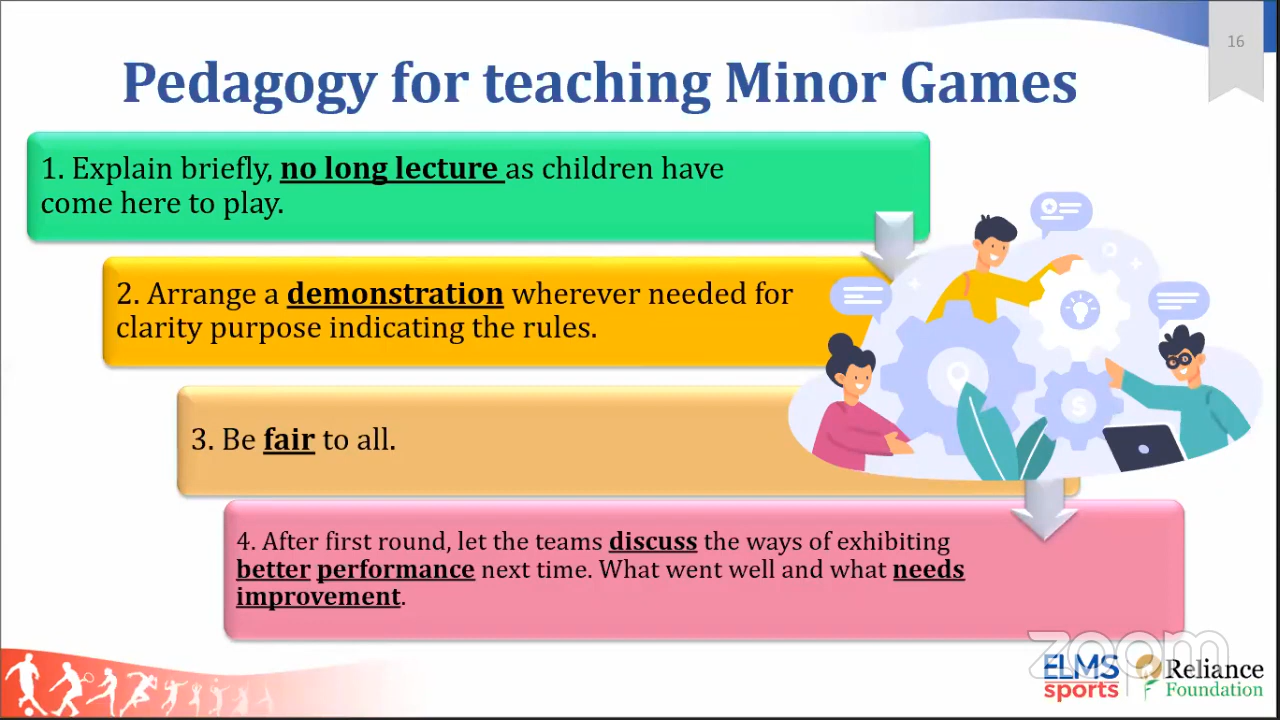 16
Pedagogy for teaching Minor Games
1. Explain briefly, no long lecture as children have
come here to play.
2. Arrange a demonstration wherever needed for
clarity purpose indicating the rules.
3. Be fair to all.
4. After first round, let the teams discuss the ways of exhibiting
better performance next time. What went well and what needs
improvement.
zoom
ELMS
sports
Reliance
Foundation